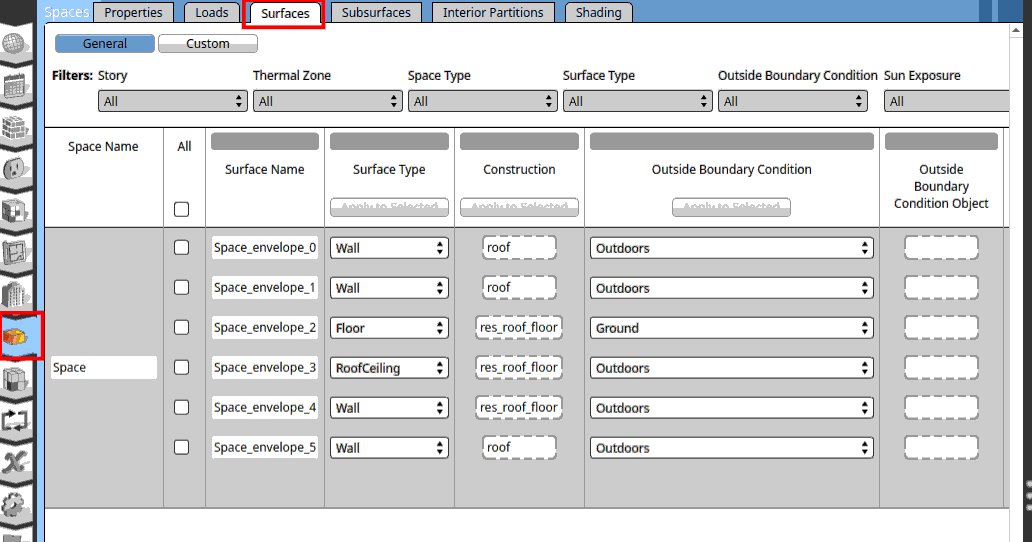 Spaces Properties Loads Surfaces Subsurfaces Interior Partitions Shading
General Custom
Filters: Story Thermal Zone Space Type Surface Type Outside Boundary Condition Sun Exposure
All All All All All All
Space Name All Surface Name Surface Type Construction Outside Boundary Condition Outside
Boundary
Condition Object
Apply to Selected Apply to Selected Apply to Selected
Space_envelope_0 Wall roof Outdoors
Space_envelope_1 Wall roof Outdoors
Space_envelope_2 Floor res_roof_floor Ground
Space Space_envelope_3 RoofCeiling res_roof_floor Outdoors
Space_envelope_4 Wall res_roof_floor Outdoors
Space_envelope_5 Wall roof Outdoors